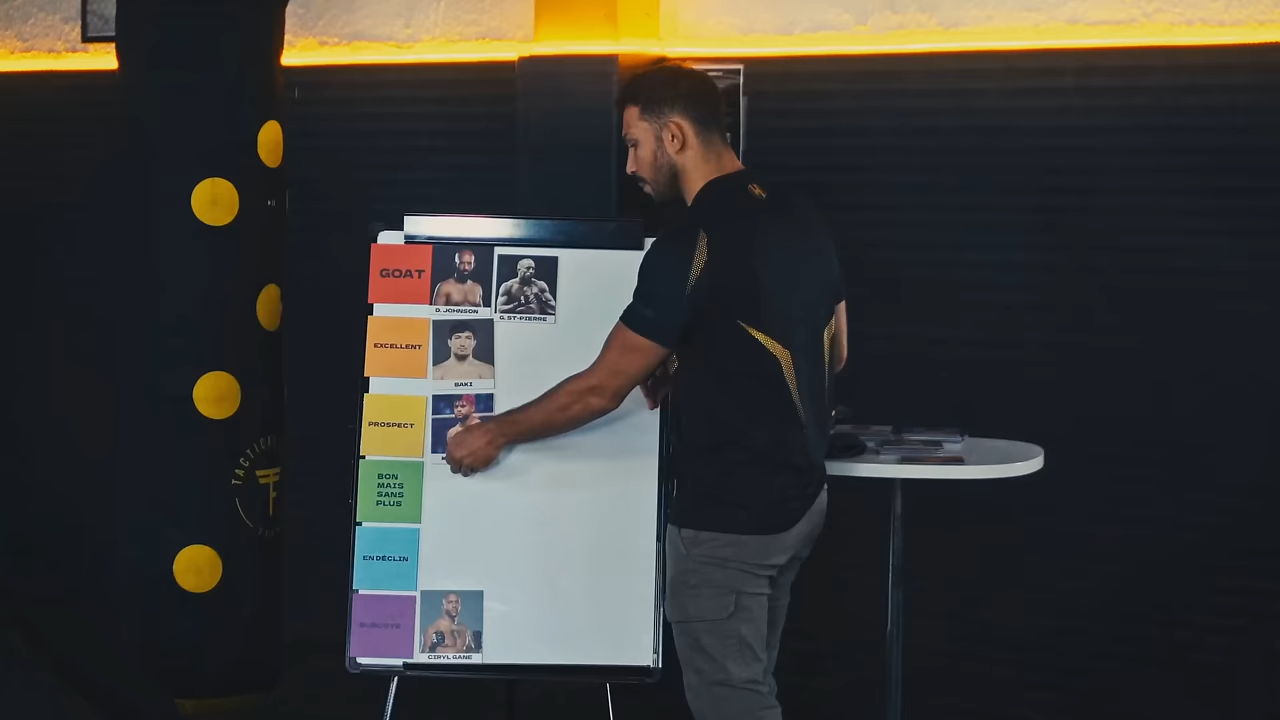 GOAT
D. JOHNSON
G. ST-PIERRE
EXCELLENT
BAKI
PROSPECT
BON
MAIS
SANS
PLUS
EN DÉCLIN
CIRYL GANE